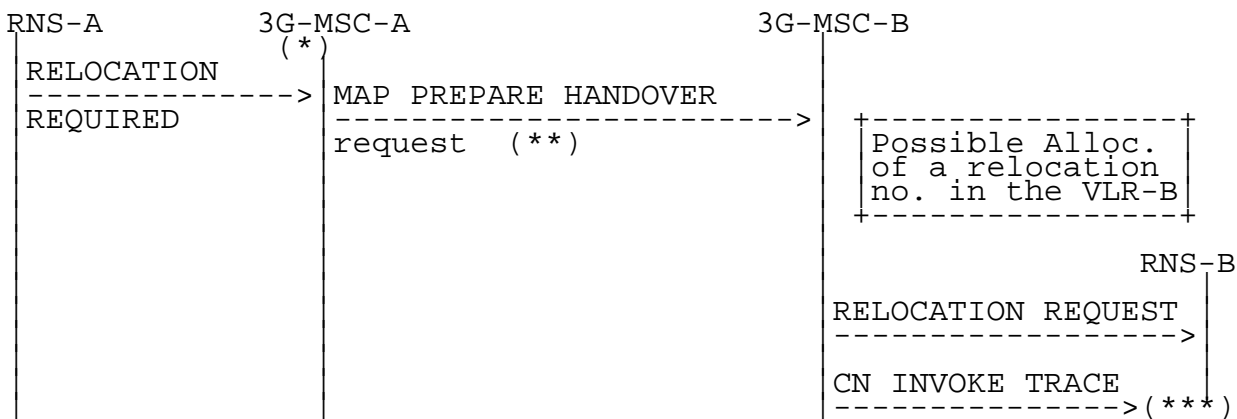 RNS-A 3G-MSC-A 3G-MSC-B
(*)
RELOCATION
REQUIRED
MAP PREPARE HANDOVER
request (**)
Possible Alloc.
of a relocation
no. in the VLR-B
RNS-B
RELOCATION REQUEST
CN INVOKE TRACE
(***)